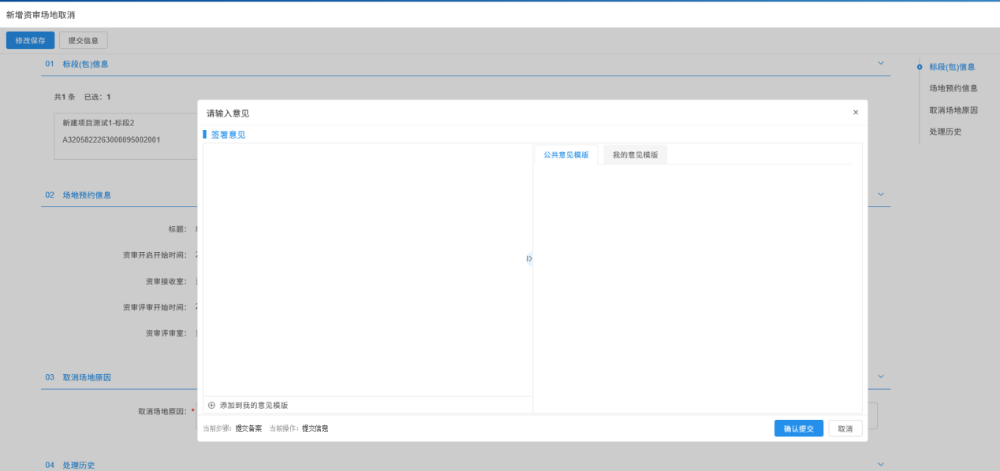 新增资审场地取消
修改保存 提交信息
01 标段(包)信息
共1 条 已选：1
新建项目测试1-标段2
A3205822263000095002001
02 场地预约信息
标题：
资审开启开始时间：
资审接收室：
资审评审开始时间：
资审评审室：
03 取消场地原因
取消场地原因：*
04 处理历史
标段(包)信息
场地预约信息
取消场地原因
处理历史
请输入意见 ×
签署意见
公共意见模版 我的意见模版
添加到我的意见模版
当前步骤：提交备案 当前操作：提交信息
确认提交 取消